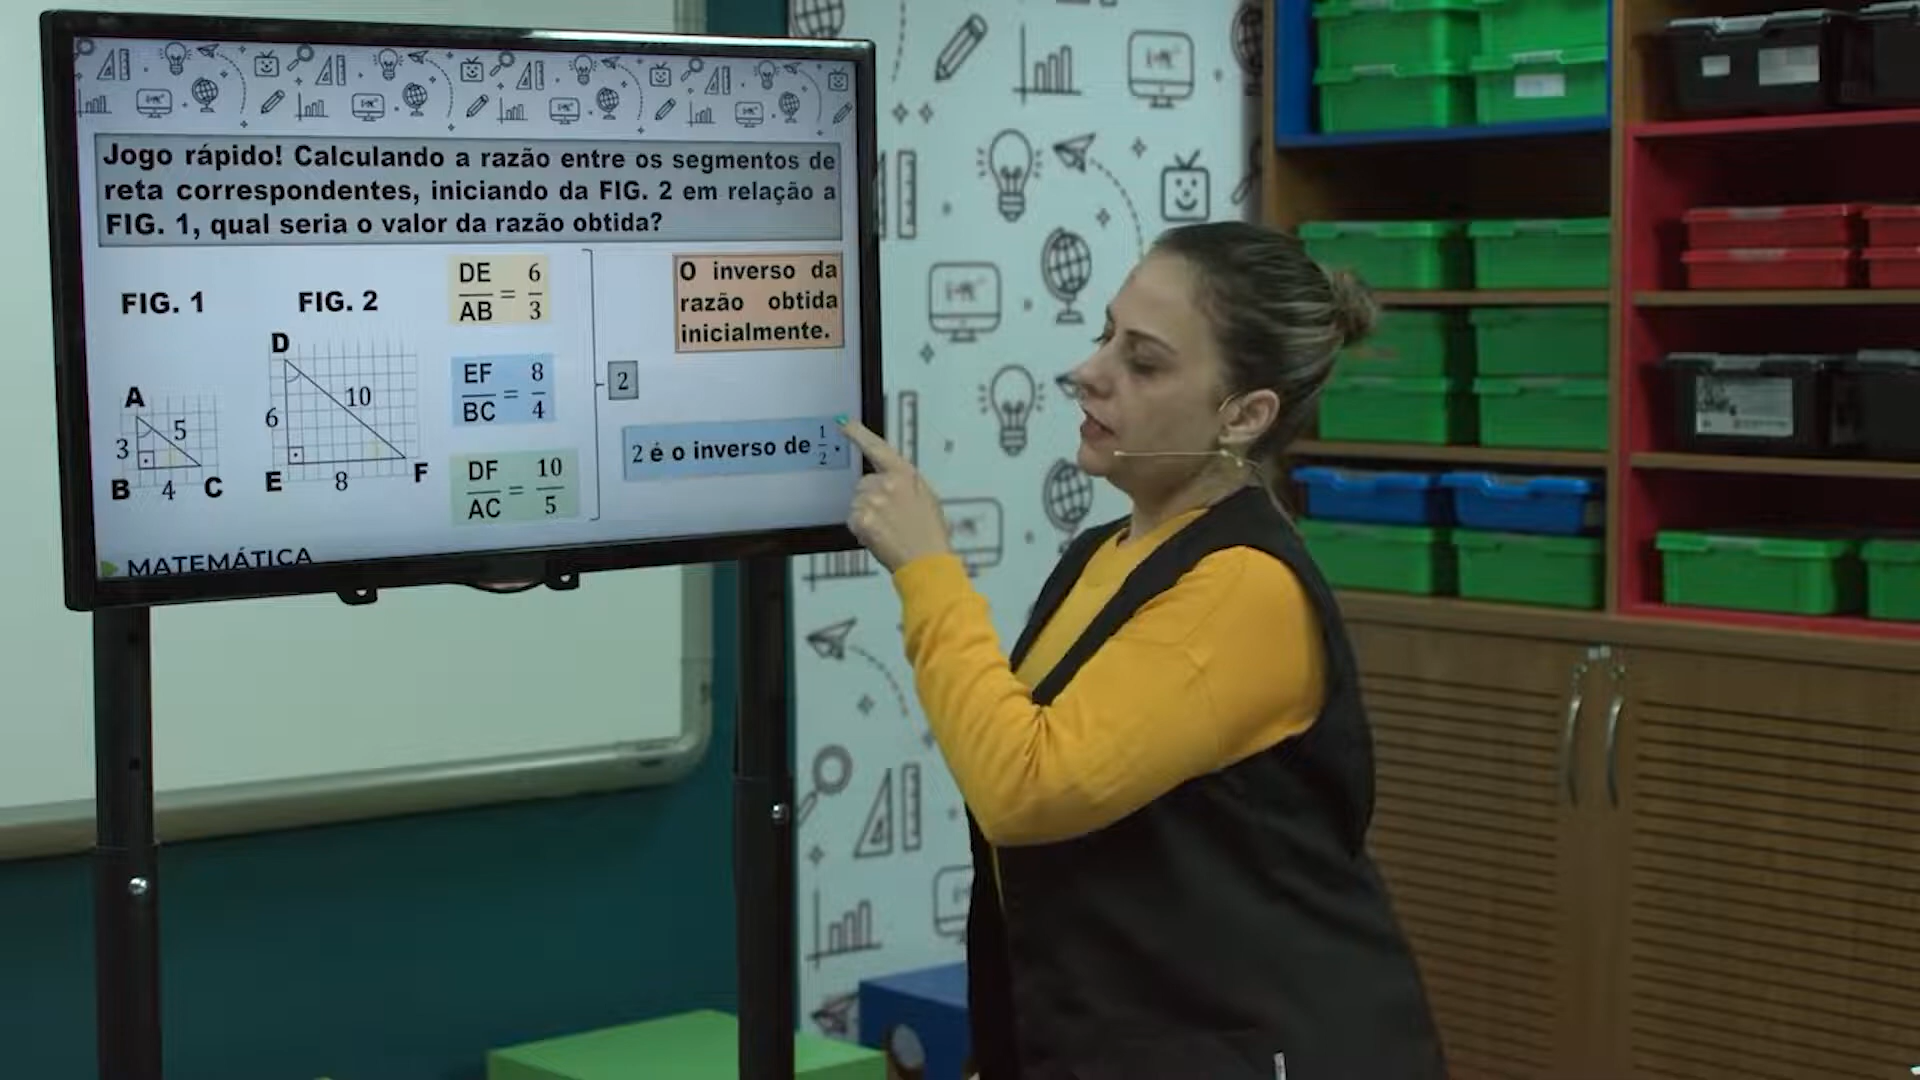 Jogo rápido! Calculando a razão entre os segmentos de
reta correspondentes, iniciando da FIG. 2 em relação a
FIG. 1, qual seria o valor da razão obtida?
FIG. 1
A
3
5
B
4
C
FIG. 2
D
6
10
E
8
F
DE/AB = 6/3
EF/BC = 8/4
DF/AC = 10/5
2
O inverso da
razão obtida
inicialmente.
2 é o inverso de 1/2.
MATEMÁTICA